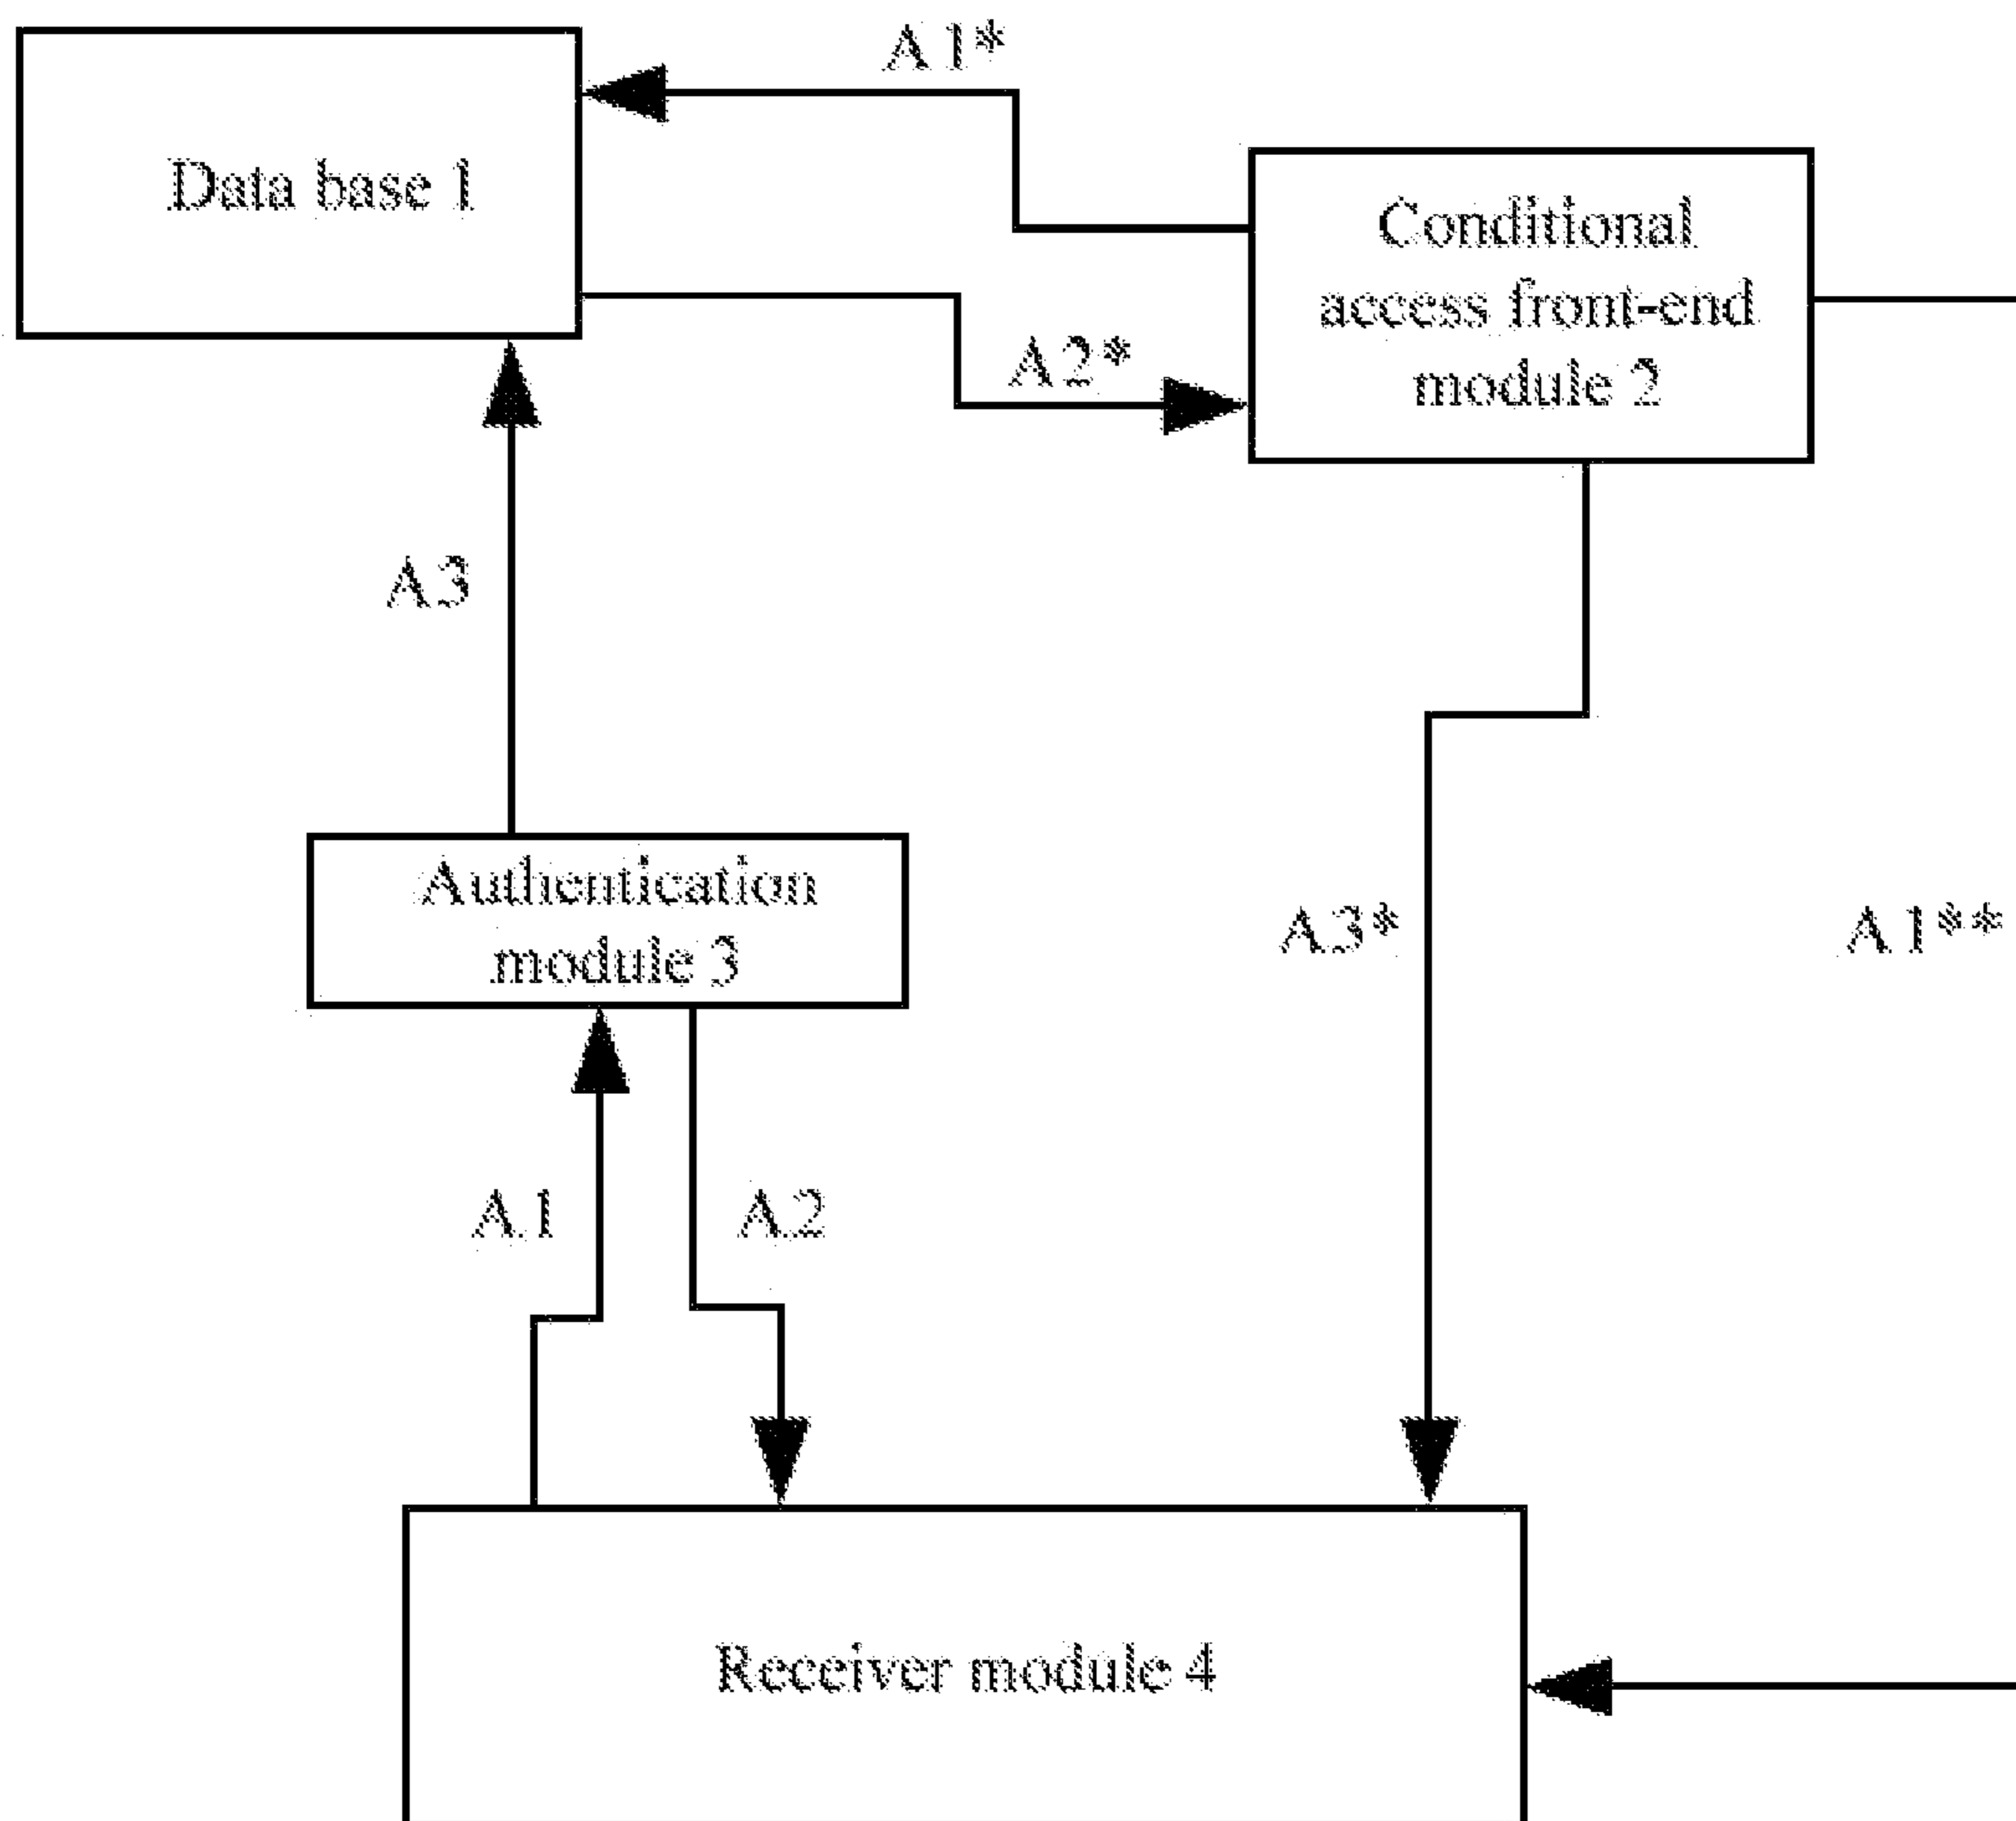 A1*
Data base 1
Conditional
access front-end
module 2
A2*
A3
Authentication
module 3
A3*
A1**
A1
A2
Receiver module 4